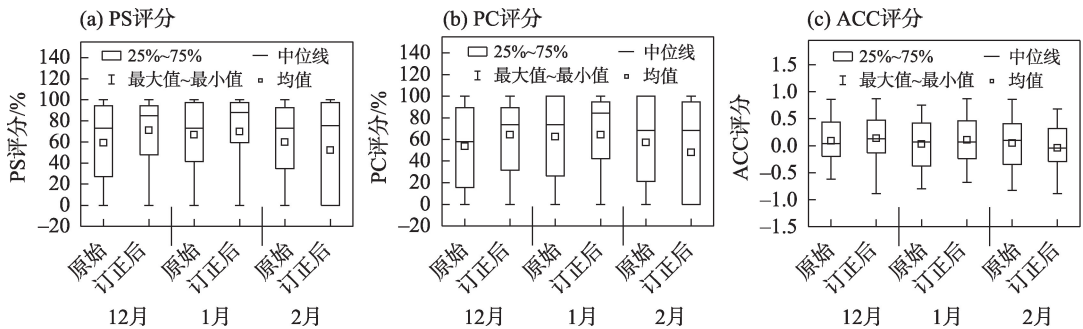 (a) PS评分
PS评分/%
140
120
100
80
60
40
20
0
−20
25%~75%
中位线
最大值~最小值
均值
原始
订正后
原始
订正后
原始
订正后
12月
1月
2月
(b) PC评分
PC评分/%
140
120
100
80
60
40
20
0
−20
25%~75%
中位线
最大值~最小值
均值
原始
订正后
原始
订正后
原始
订正后
12月
1月
2月
(c) ACC评分
ACC评分
1.5
1.0
0.5
0.0
−0.5
−1.0
−1.5
25%~75%
中位线
最大值~最小值
均值
原始
订正后
原始
订正后
原始
订正后
12月
1月
2月